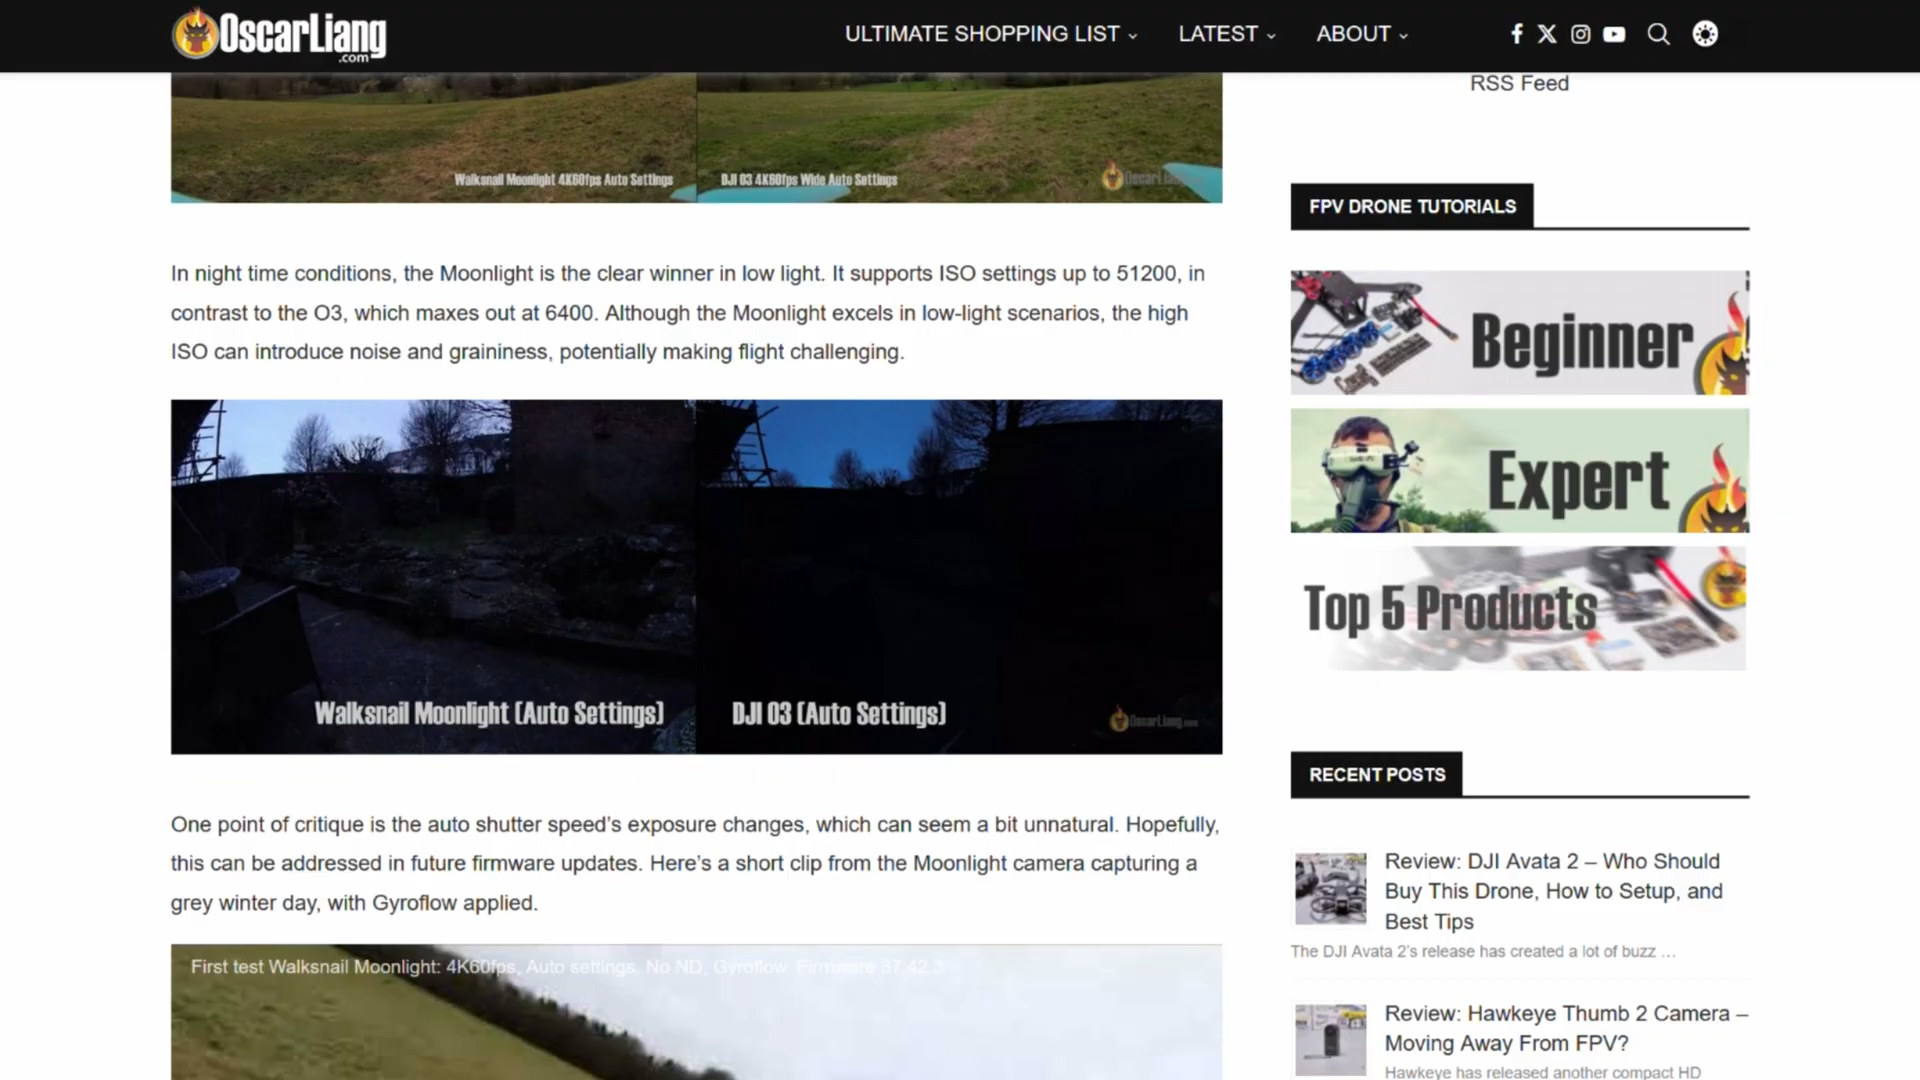 OscarLiang
.com
ULTIMATE SHOPPING LIST
LATEST
ABOUT
Walksnail Moonlight 4K60fps Auto Settings
DJI O3 4K60fps Wide Auto Settings
In night time conditions, the Moonlight is the clear winner in low light. It supports ISO settings up to 51200, in
contrast to the O3, which maxes out at 6400. Although the Moonlight excels in low-light scenarios, the high
ISO can introduce noise and graininess, potentially making flight challenging.
Walksnail Moonlight (Auto Settings)
DJI O3 (Auto Settings)
OscarLiang.com
One point of critique is the auto shutter speed’s exposure changes, which can seem a bit unnatural. Hopefully,
this can be addressed in future firmware updates. Here’s a short clip from the Moonlight camera capturing a
grey winter day, with Gyroflow applied.
First test Walksnail Moonlight: 4K60fps, Auto settings, No ND, Gyroflow Firmware 37.42.3
RSS Feed
FPV DRONE TUTORIALS
Beginner
Expert
Top 5 Products
RECENT POSTS
Review: DJI Avata 2 – Who Should
Buy This Drone, How to Setup, and
Best Tips
The DJI Avata 2’s release has created a lot of buzz …
Review: Hawkeye Thumb 2 Camera –
Moving Away From FPV?
Hawkeye has released another compact HD